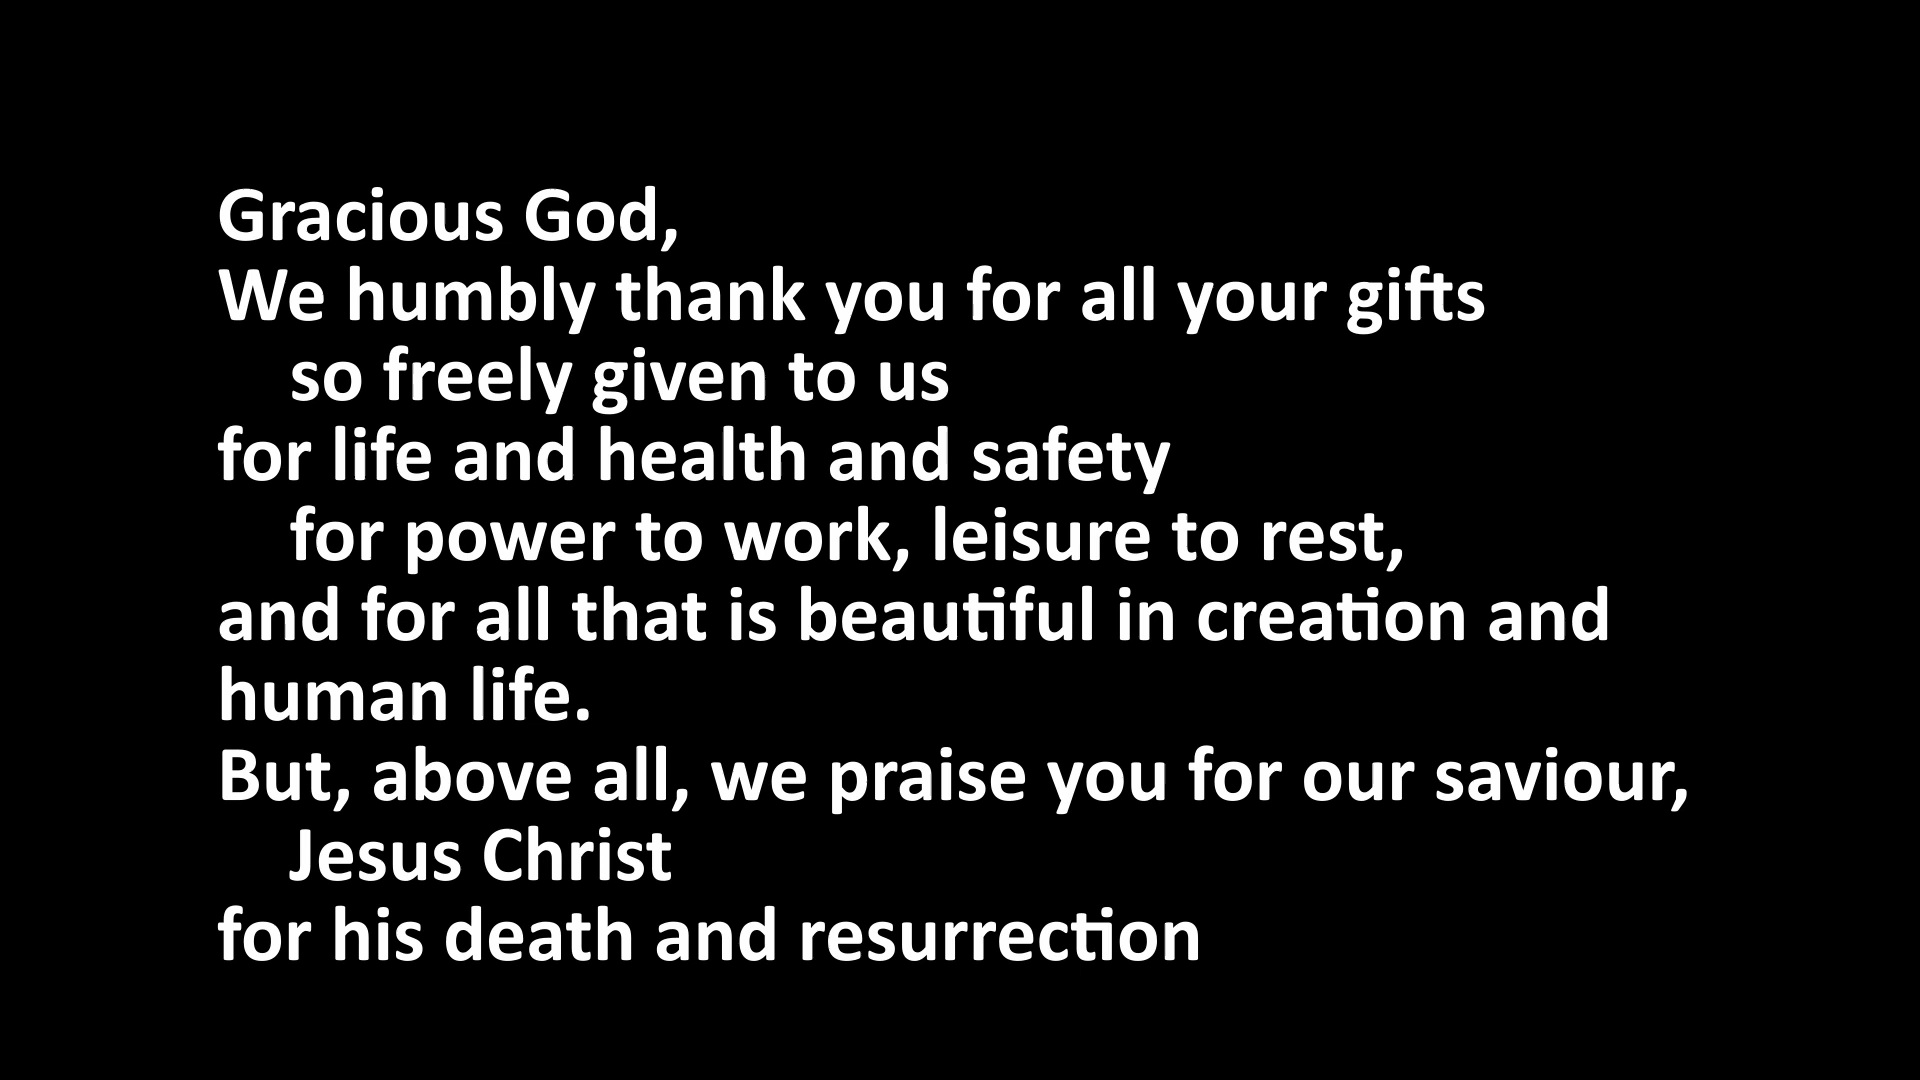 Gracious God,
We humbly thank you for all your gifts
so freely given to us
for life and health and safety
for power to work, leisure to rest,
and for all that is beautiful in creation and
human life.
But, above all, we praise you for our saviour,
Jesus Christ
for his death and resurrection